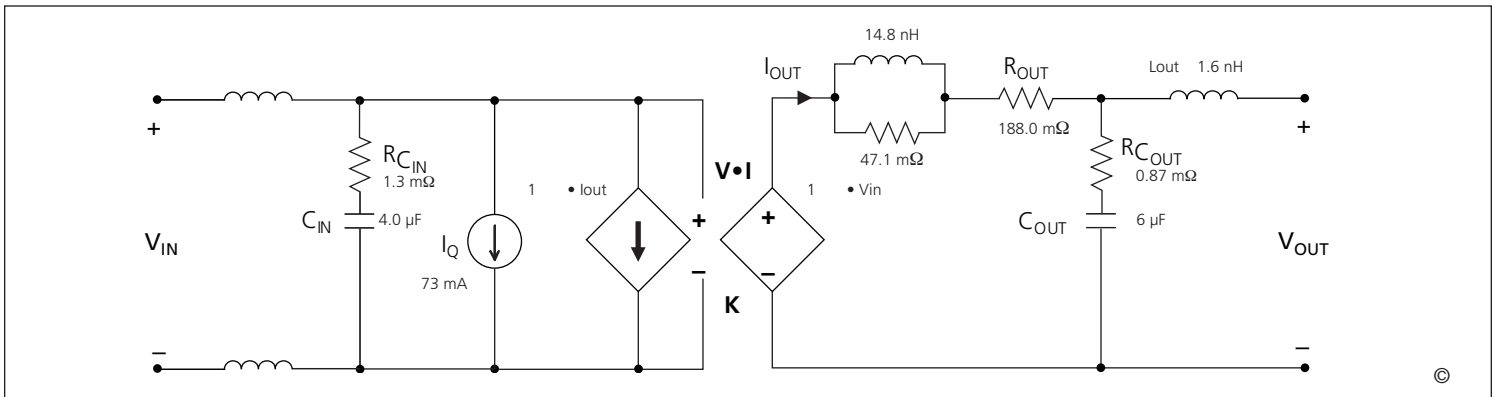 14.8 nH
I_OUT
R_OUT
Lout 1.6 nH
+
+
R_C_IN
1.3 mΩ
188.0 mΩ
47.1 mΩ
R_C_OUT
0.87 mΩ
V•I
1 • Iout
1 • Vin
+
+
C_IN
4.0 µF
C_OUT
6 µF
V_IN
I_Q
V_OUT
73 mA
−
−
K
−
−
©